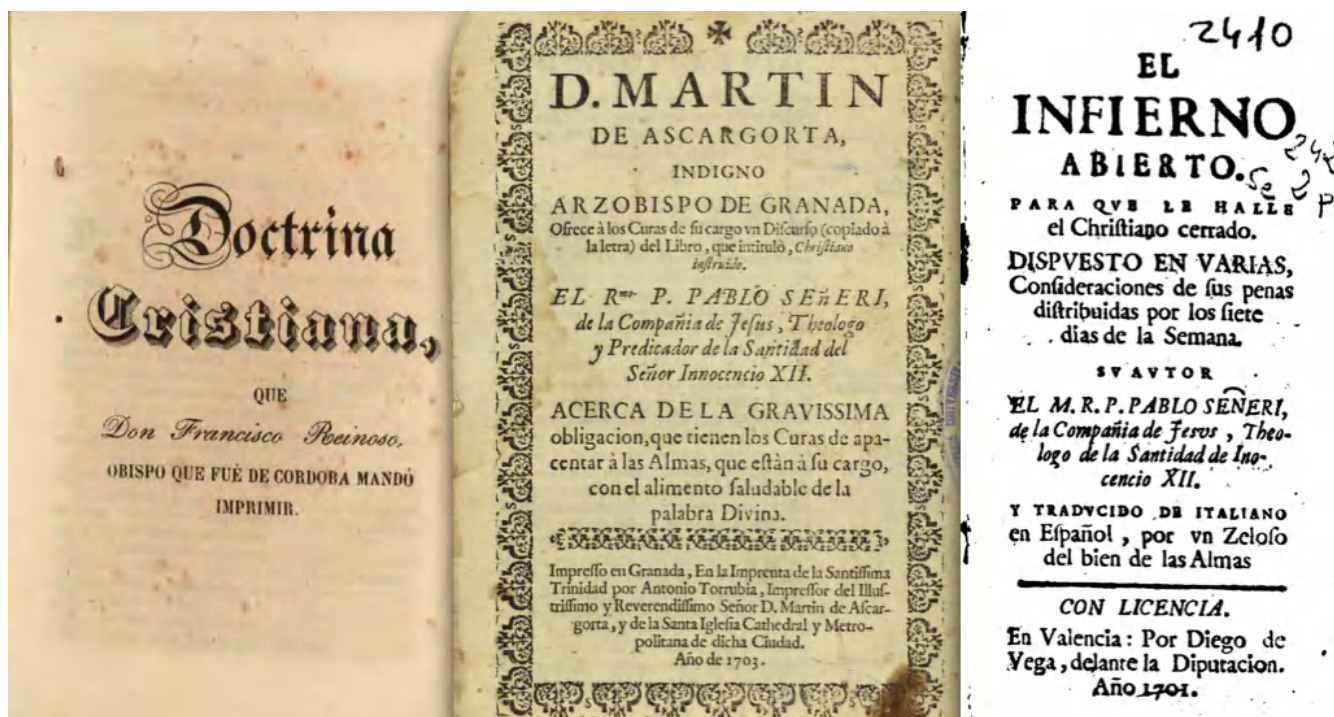 Doctrina
Cristiana,
QUE
Don Francisco Reinoso,
OBISPO QUE FUÉ DE CORDOBA MANDÓ
IMPRIMIR.
D. MARTIN
DE ASCARGORTA,
INDIGNO
ARZOBISPO DE GRANADA,
Ofrece à los Curas de su cargo vn Discurso (copiado à
la letra) del Libro, que intitulò, Christiano
instruido.
EL Rmo P. PABLO SEñERI,
de la Compañia de Jesus, Theologo
y Predicador de la Santidad del
Señor Innocencio XII.
ACERCA DE LA GRAVISSIMA
obligacion, que tienen los Curas de apa-
centar à las Almas, que estàn à su cargo,
con el alimento saludable de la
palabra Divina.
Impresso en Granada, En la Imprenta de la Santissima
Trinidad por Antonio Torrubia, Impressor del Illus-
trissimo y Reverendissimo Señor D. Martin de Ascar-
gorta, y de la Santa Iglesia Cathedral y Metro-
politana de dicha Ciudad.
Año de 1703.
2410
EL
INFIERNO
ABIERTO.
PARA QVE LE HALLE
el Christiano cerrado.
DISPVESTO EN VARIAS,
Consideraciones de sus penas
distribuidas por los siete
dias de la Semana.
SV AVTOR
EL M. R. P. PABLO SEÑERI,
de la Compañia de Jesvs, Theo-
logo de la Santidad de Ino-
cencio XII.
Y TRADVCIDO DE ITALIANO
en Español, por vn Zeloso
del bien de las Almas
CON LICENCIA.
En Valencia: Por Diego de
Vega, delante la Diputacion.
Año 1701.